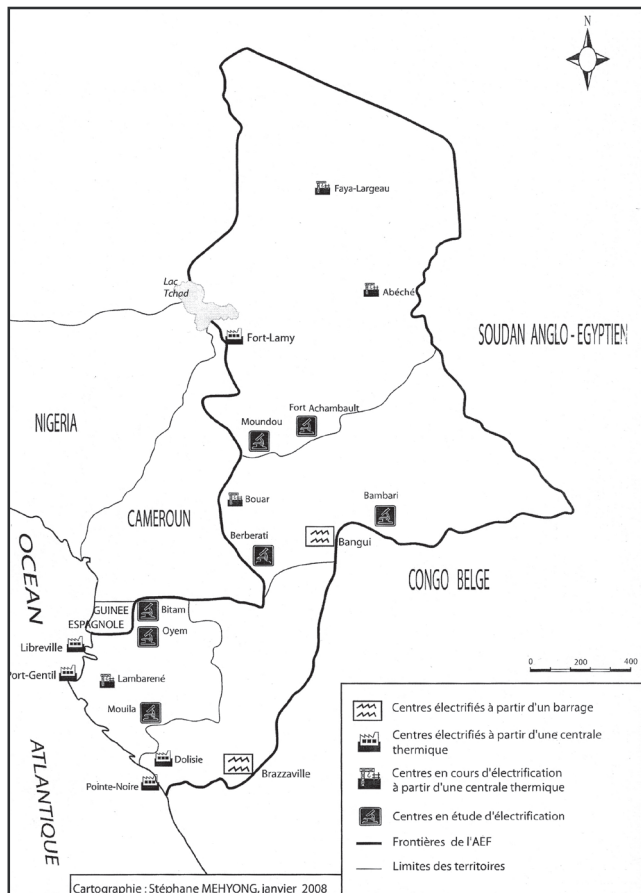 N
Faya-Largeau
Lac
Tchad
Abéché
Fort-Lamy
SOUDAN ANGLO-EGYPTIEN
NIGERIA
Moundou
Fort Achambault
Bouar
Bambari
CAMEROUN
Berberati
Bangui
CONGO BELGE
OCEAN
GUINEE
ESPAGNOLE
Bitam
Oyem
Libreville
Port-Gentil
Lambarené
0 200 400
Mouila
ATLANTIQUE
Dolisie
Brazzaville
Pointe-Noire
Centres électrifiés à partir d'un barrage
Centres électrifiés à partir d'une centrale
thermique
Centres en cours d'électrification
à partir d'une centrale thermique
Centres en étude d'électrification
Frontières de l'AEF
Limites des territoires
Cartographie : Stéphane MEHYONG, janvier 2008